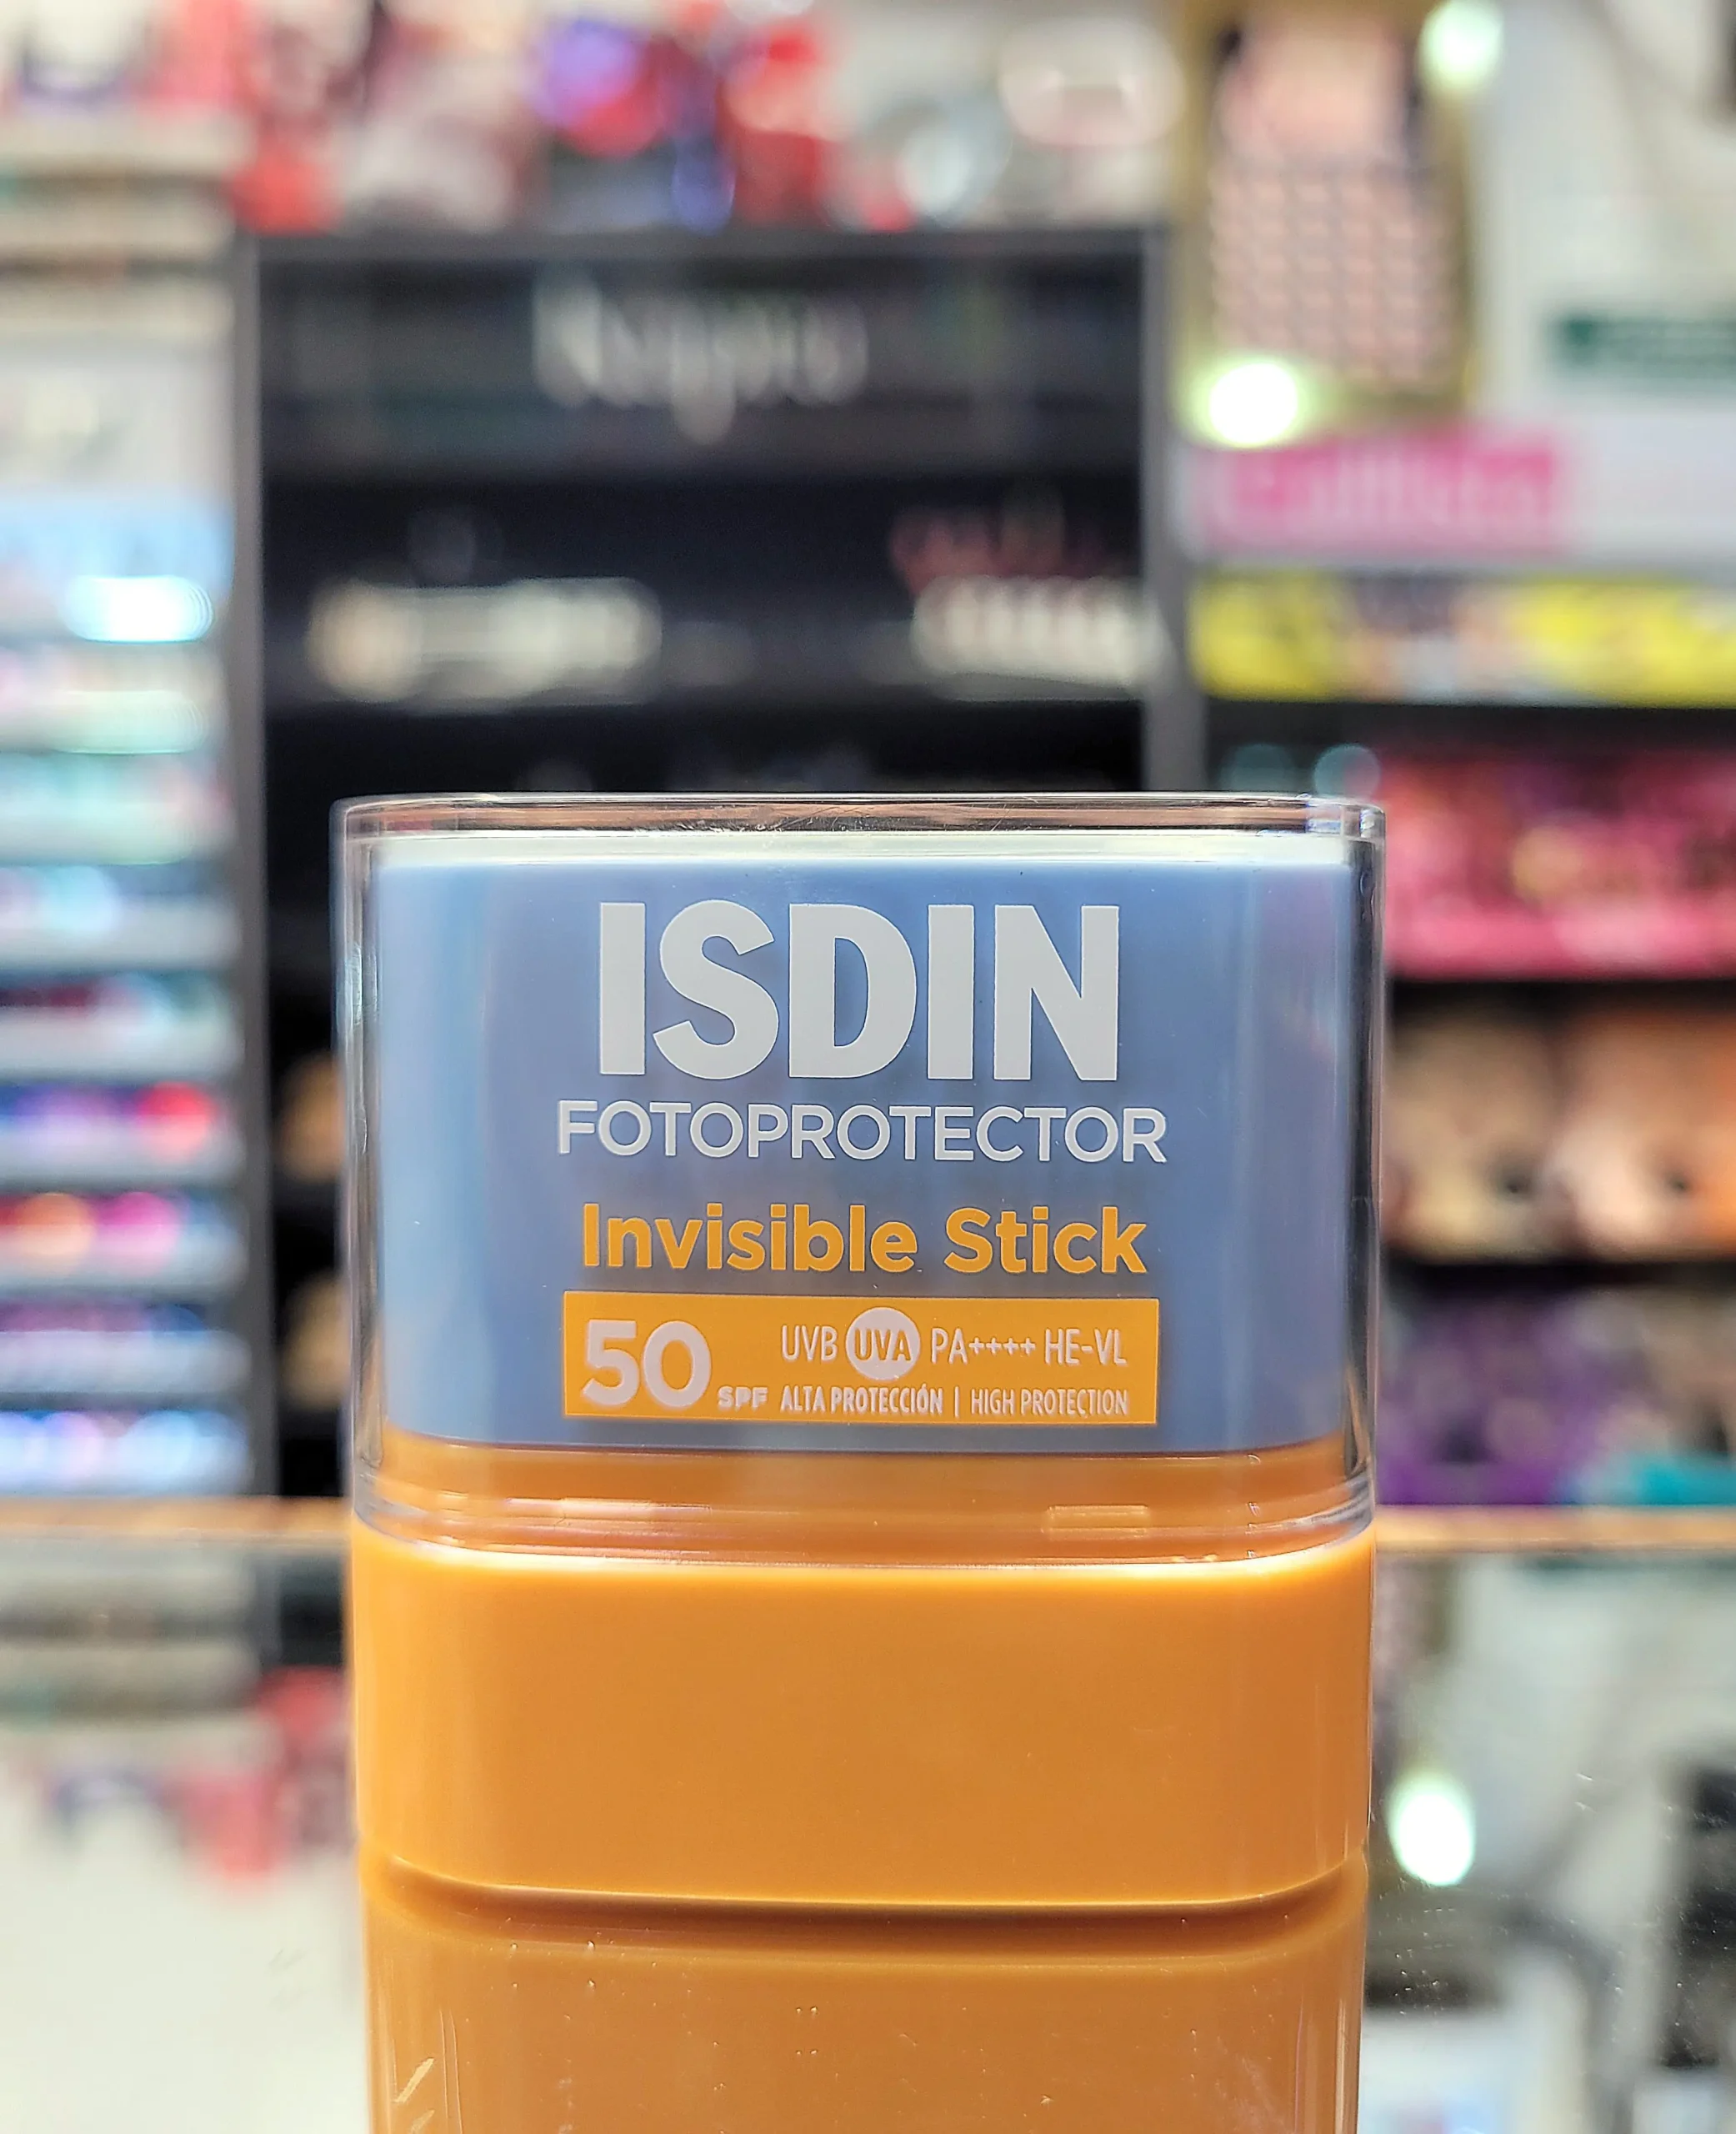 ISDIN
FOTOPROTECTOR
Invisible Stick
50 SPF
UVB UVA PA++++ HE-VL
ALTA PROTECCIÓN | HIGH PROTECTION